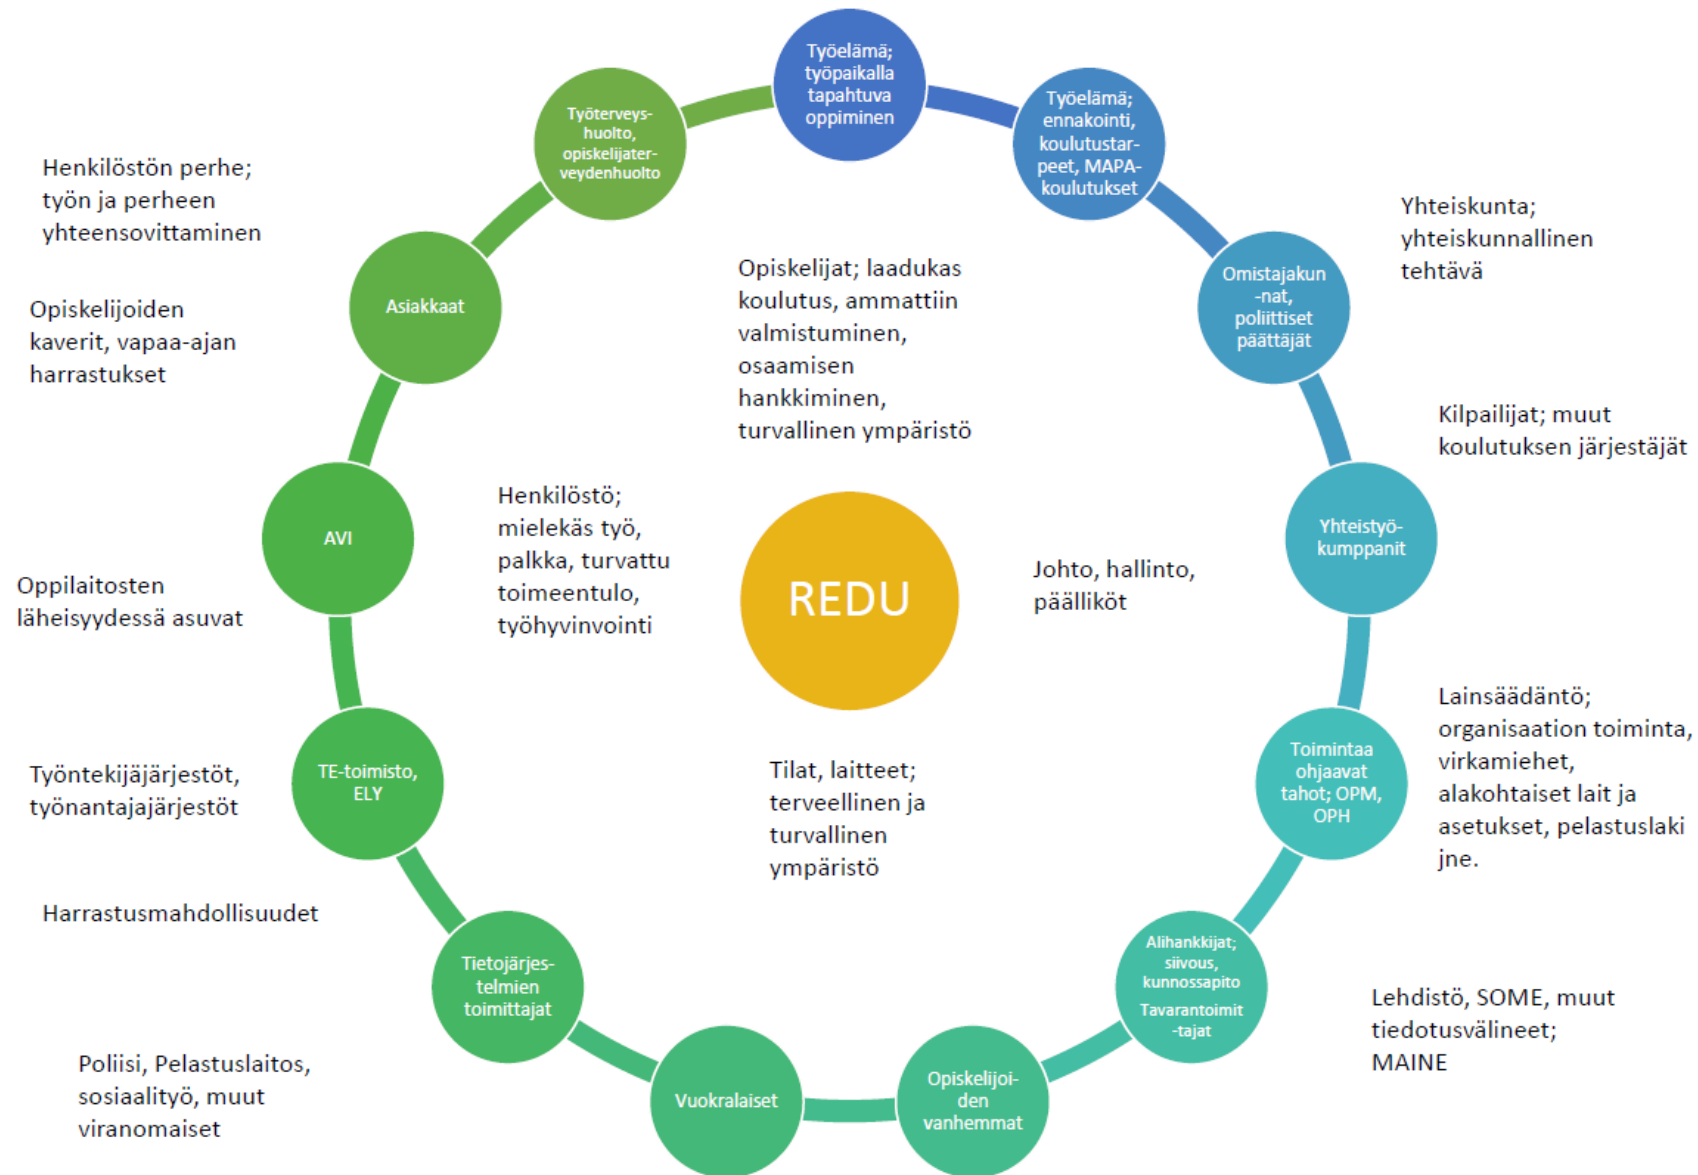 Työelämä;
työpaikalla
tapahtuva
oppiminen
Työelämä;
ennakointi,
koulutustar-
peet, MAPA-
koulutukset
Omistajakun
-nat,
poliittiset
päättäjät
Yhteistyö-
kumppanit
Toimintaa
ohjaavat
tahot; OPM,
OPH
Alihankkijat;
siivous,
kunnossapito
Tavarantoimit
-tajat
Opiskelijoi-
den
vanhemmat
Vuokralaiset
Tietojärjes-
telmien
toimittajat
TE-toimisto,
ELY
AVI
Asiakkaat
Työterveys-
huolto,
opiskelijater-
veydenhuolto
Henkilöstön perhe;
työn ja perheen
yhteensovittaminen
Opiskelijoiden
kaverit, vapaa-ajan
harrastukset
Oppilaitosten
läheisyydessä asuvat
Työntekijäjärjestöt,
työnantajajärjestöt
Harrastusmahdollisuudet
Poliisi, Pelastuslaitos,
sosiaalityö, muut
viranomaiset
Opiskelijat; laadukas
koulutus, ammattiin
valmistuminen,
osaamisen
hankkiminen,
turvallinen ympäristö
Henkilöstö;
mielekäs työ,
palkka, turvattu
toimeentulo,
työhyvinvointi
REDU
Johto, hallinto,
päälliköt
Tilat, laitteet;
terveellinen ja
turvallinen
ympäristö
Yhteiskunta;
yhteiskunnallinen
tehtävä
Kilpailijat; muut
koulutuksen järjestäjät
Lainsäädäntö;
organisaation toiminta,
virkamiehet,
alakohtaiset lait ja
asetukset, pelastuslaki
jne.
Lehdistö, SOME, muut
tiedotusvälineet;
MAINE